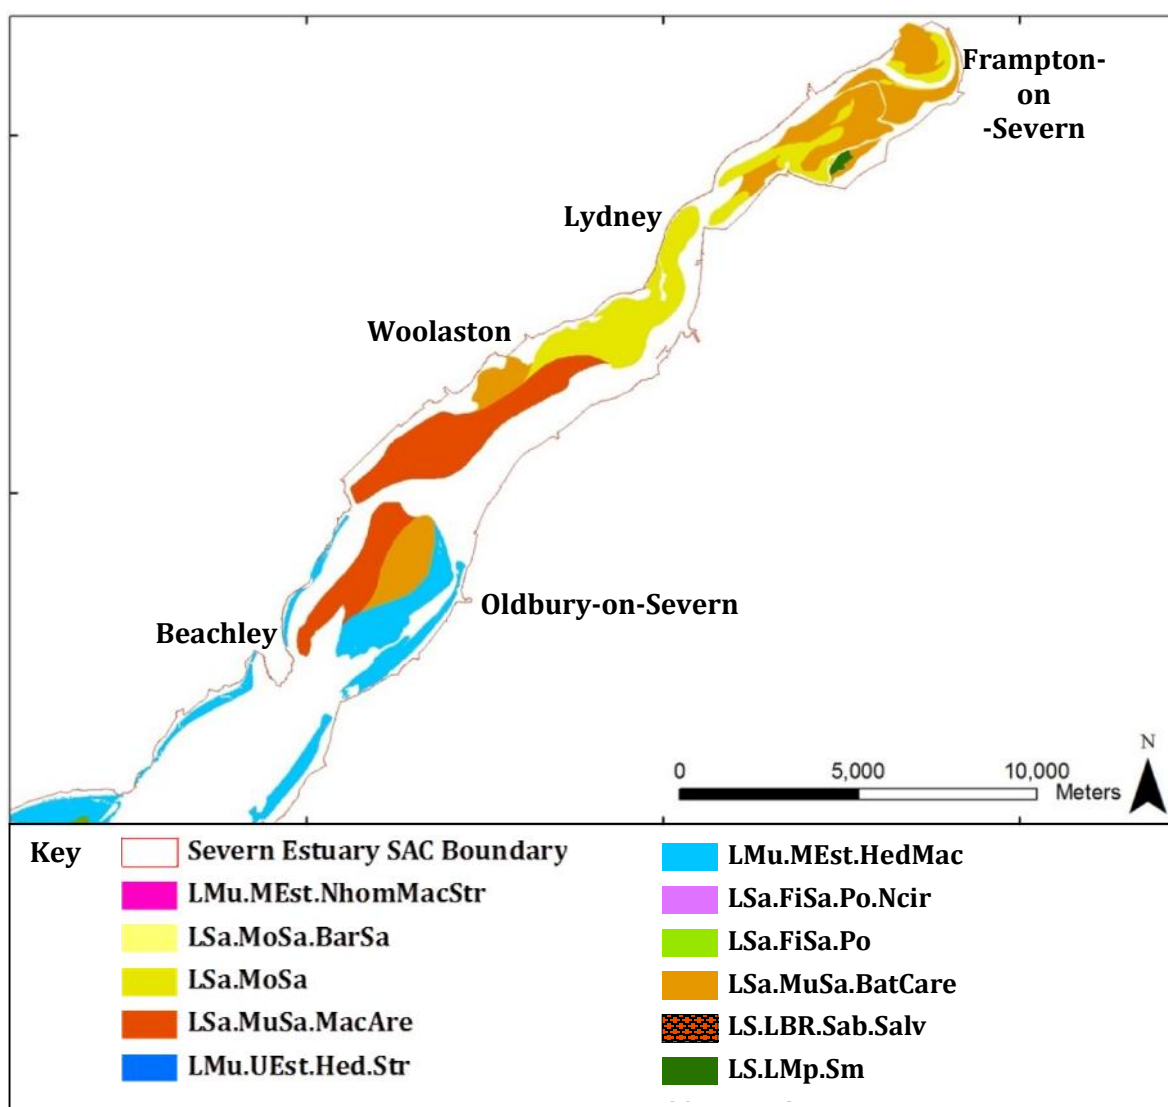 Frampton-
on
-Severn
Lydney
Woolaston
Oldbury-on-Severn
Beachley
N
0 5,000 10,000
Meters
Key
Severn Estuary SAC Boundary
LMu.MEst.NhomMacStr
LSa.MoSa.BarSa
LSa.MoSa
LSa.MuSa.MacAre
LMu.UEst.Hed.Str
LMu.MEst.HedMac
LSa.FiSa.Po.Ncir
LSa.FiSa.Po
LSa.MuSa.BatCare
LS.LBR.Sab.Salv
LS.LMp.Sm